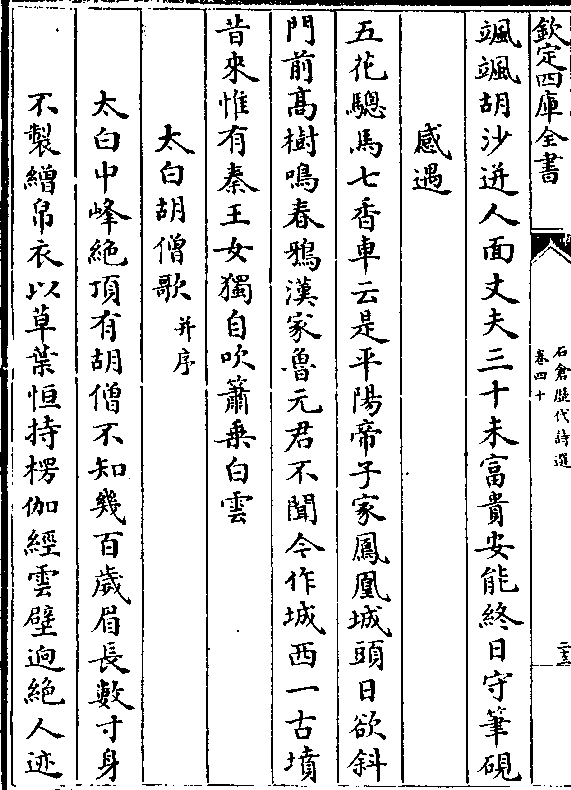 欽定四庫全書
石倉歷代詩選
卷四十
二十五
颯颯胡沙迸人面丈夫三十未富貴安能終日守筆硯
感遇
五花驄馬七香車云是平陽帝子家鳳凰城頭日欲斜
門前髙樹鳴春鴉漢家魯元君不聞今作城西一古墳
昔來惟有秦王女獨自吹簫乗白雲
太白胡僧歌并序
太白中峰絶頂有胡僧不知幾百歲眉長數寸身
不製繒帛衣以草葉恒持楞伽經雲壁逈絶人迹